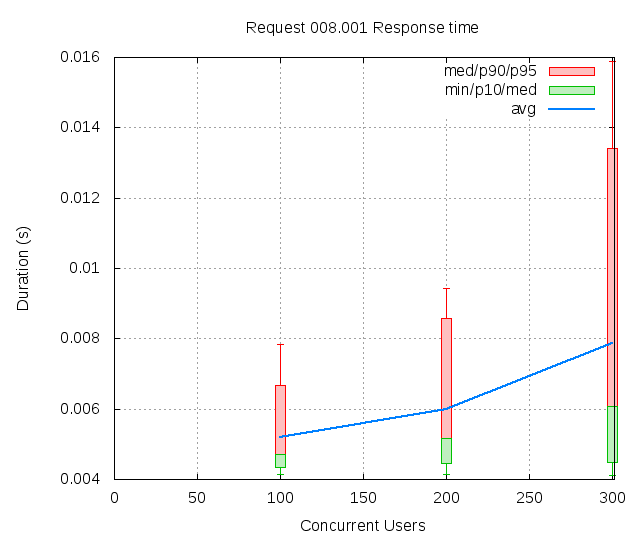 Request 008.001 Response time
0.016
med/p90/p95
min/p10/med
avg
0.014
0.012
0.01
0.008
0.006
0.004
Duration (s)
0 50 100 150 200 250 300
Concurrent Users